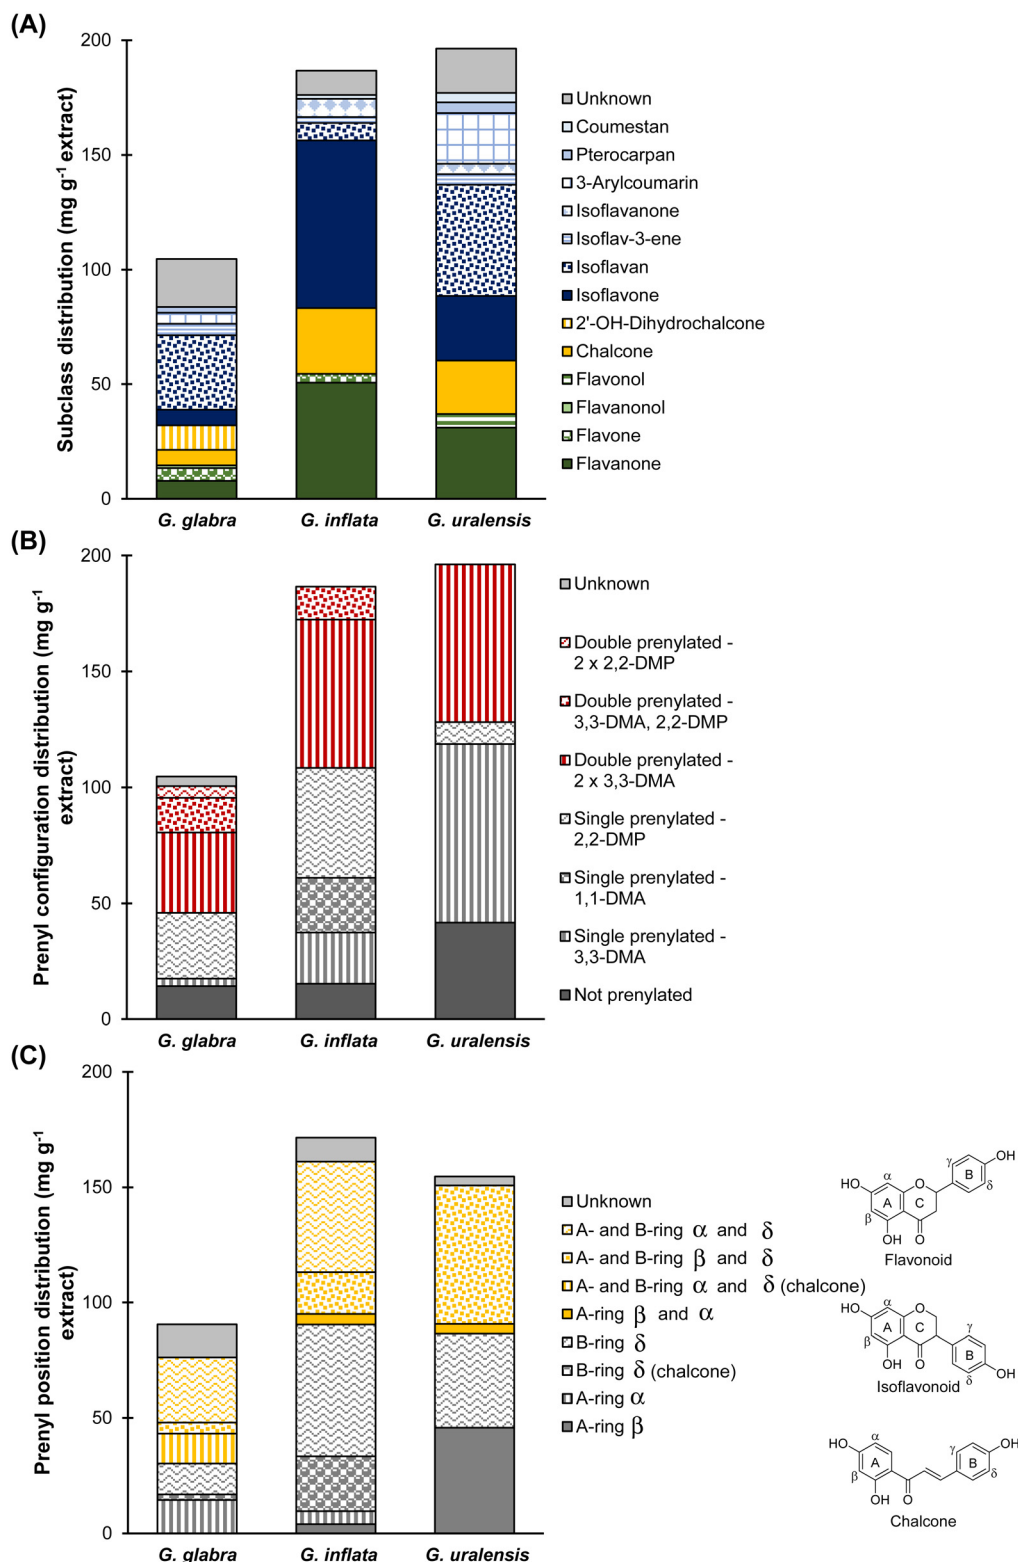 (A)
Subclass distribution (mg g⁻¹ extract)
200
150
100
50
0
G. glabra
G. inflata
G. uralensis
Unknown
Coumestan
Pterocarpan
3-Arylcoumarin
Isoflavanone
Isoflav-3-ene
Isoflavan
Isoflavone
2'-OH-Dihydrochalcone
Chalcone
Flavonol
Flavanonol
Flavone
Flavanone
(B)
Prenyl configuration distribution (mg g⁻¹
extract)
200
150
100
50
0
G. glabra
G. inflata
G. uralensis
Unknown
Double prenylated -
2 x 2,2-DMP
Double prenylated -
3,3-DMA, 2,2-DMP
Double prenylated -
2 x 3,3-DMA
Single prenylated -
2,2-DMP
Single prenylated -
1,1-DMA
Single prenylated -
3,3-DMA
Not prenylated
(C)
Prenyl position distribution (mg g⁻¹
extract)
200
150
100
50
0
G. glabra
G. inflata
G. uralensis
Unknown
A- and B-ring α and δ
A- and B-ring β and δ
A- and B-ring α and δ (chalcone)
A-ring β and α
B-ring δ
B-ring δ (chalcone)
A-ring α
A-ring β
OH
γ
B
δ
α
HO
O
A
C
β
OH
O
Flavonoid
α
HO
O
A
C
γ
β
B
OH
O
OH
δ
Isoflavonoid
α
HO
OH
γ
A
B
β
δ
OH
O
Chalcone